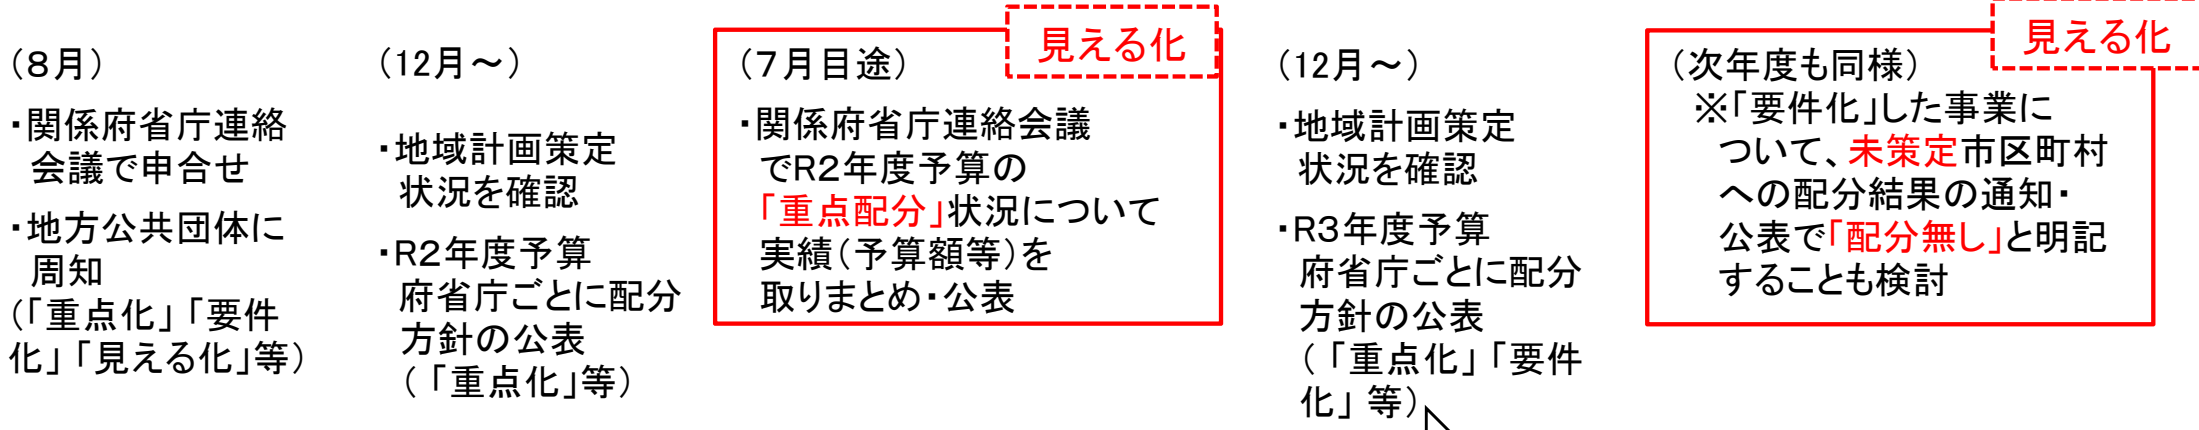 （８月）
・関係府省庁連絡
会議で申合せ
・地方公共団体に
周知
（「重点化」「要件
化」「見える化」等）
（12月～）
・地域計画策定
状況を確認
・R２年度予算
府省庁ごとに配分
方針の公表
（「重点化」等）
見える化
（７月目途）
・関係府省庁連絡会議
でR２年度予算の
「重点配分」状況について
実績（予算額等）を
取りまとめ・公表
（12月～）
・地域計画策定
状況を確認
・R３年度予算
府省庁ごとに配分
方針の公表
（「重点化」「要件
化」等）
見える化
（次年度も同様）
※「要件化」した事業に
ついて、未策定市区町村
への配分結果の通知・
公表で「配分無し」と明記
することも検討